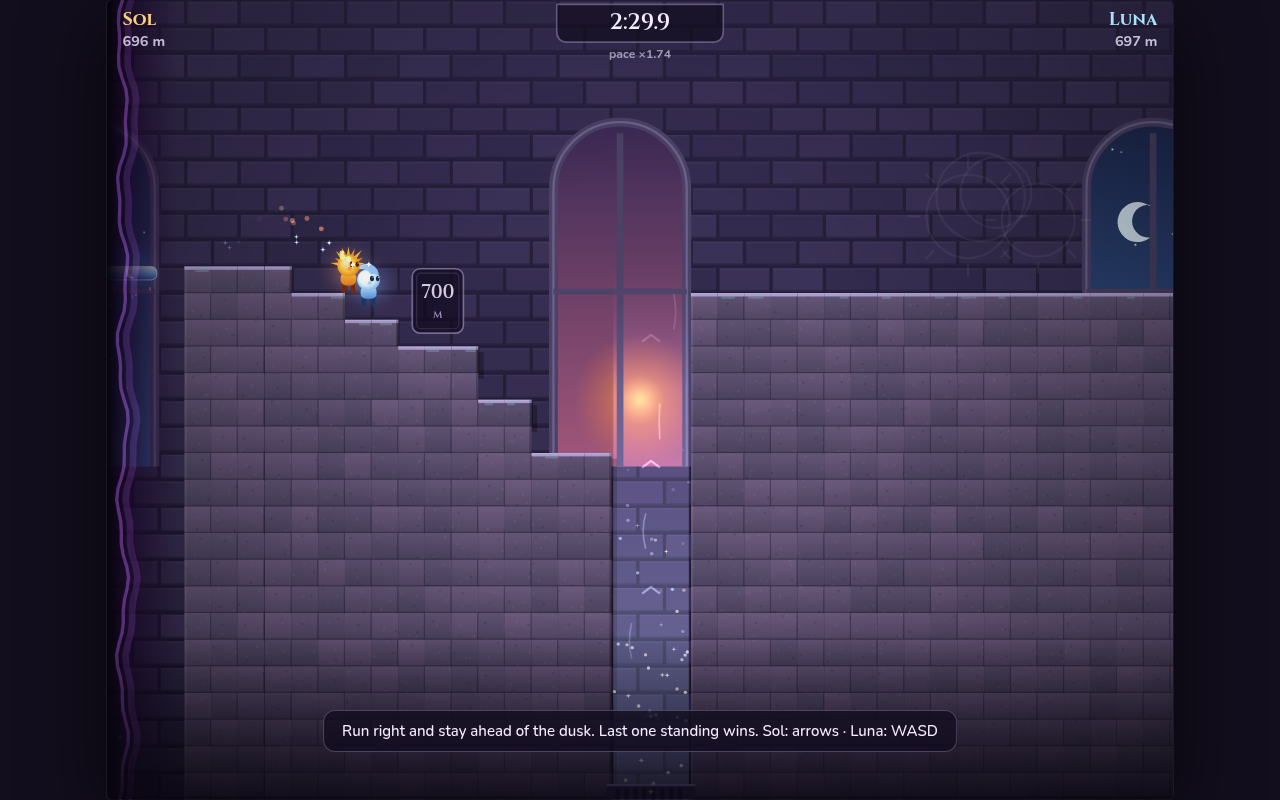 Sol
696 m
2:29.9
pace ×1.74
Luna
697 m
700
M
Run right and stay ahead of the dusk. Last one standing wins. Sol: arrows · Luna: WASD